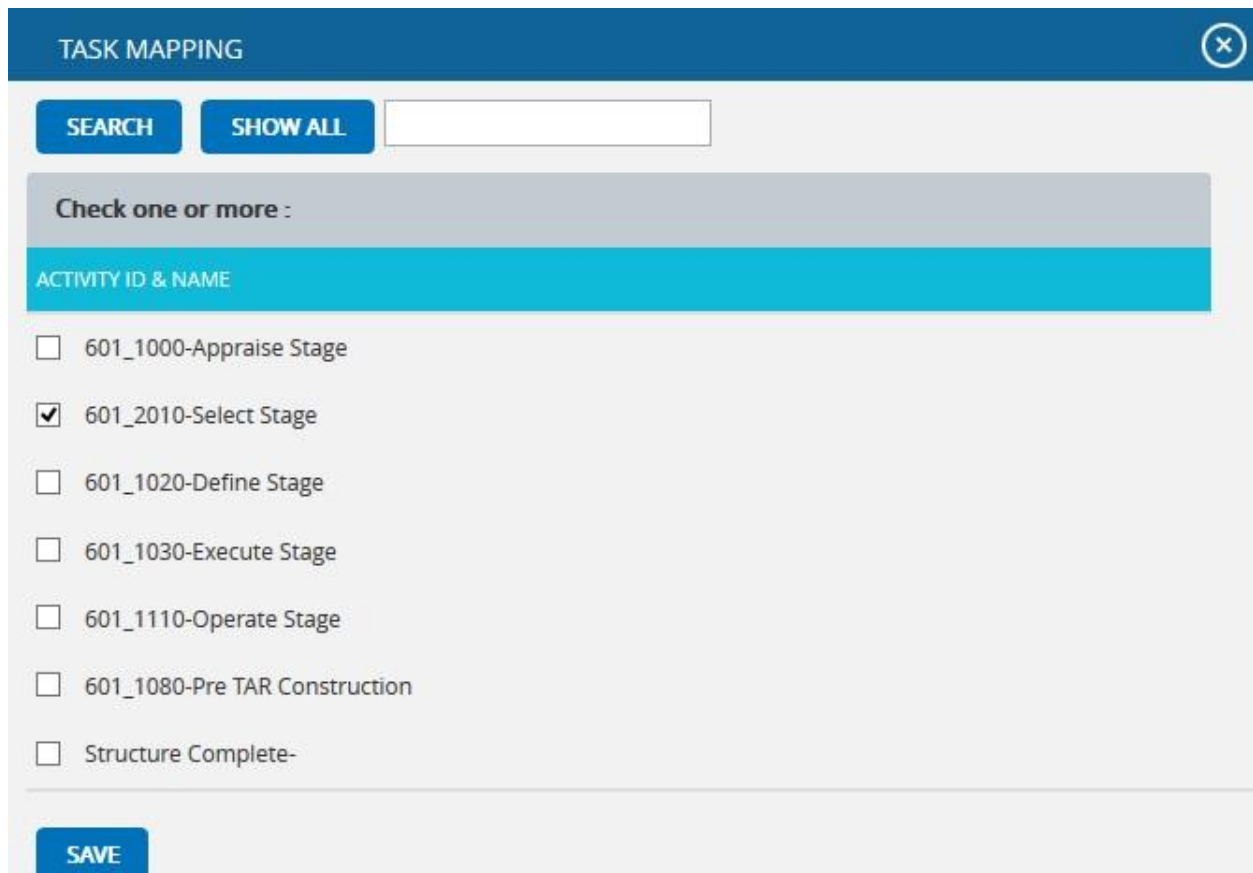 TASK MAPPING
SEARCH SHOW ALL
Check one or more :
ACTIVITY ID & NAME
601_1000-Appraise Stage
601_2010-Select Stage
601_1020-Define Stage
601_1030-Execute Stage
601_1110-Operate Stage
601_1080-Pre TAR Construction
Structure Complete-
SAVE